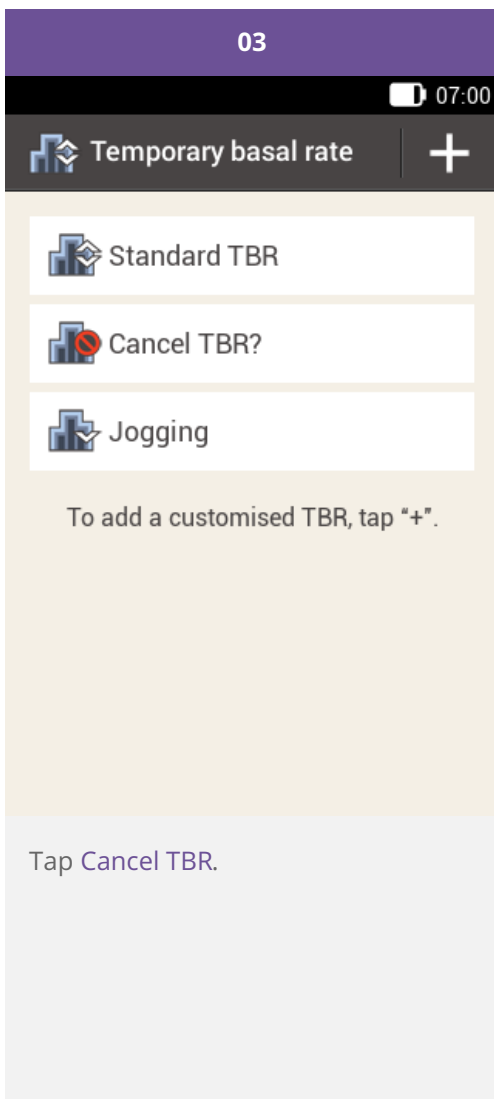 03
07:00
Temporary basal rate
Standard TBR
Cancel TBR?
Jogging
To add a customised TBR, tap “+”.
Tap Cancel TBR.